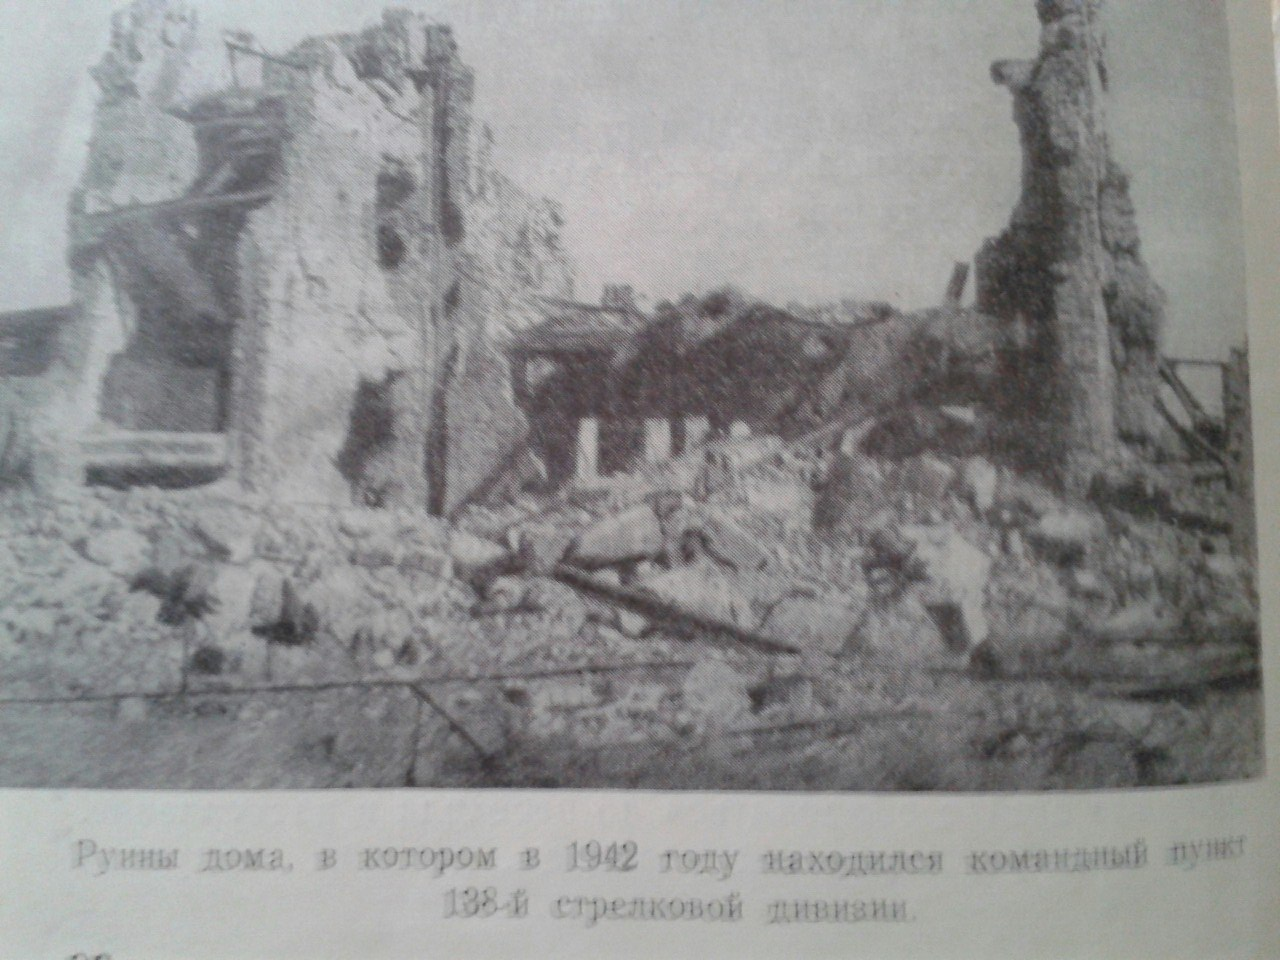 Руины дома, в котором в 1942 году находился командный пункт
138-й стрелковой дивизии.